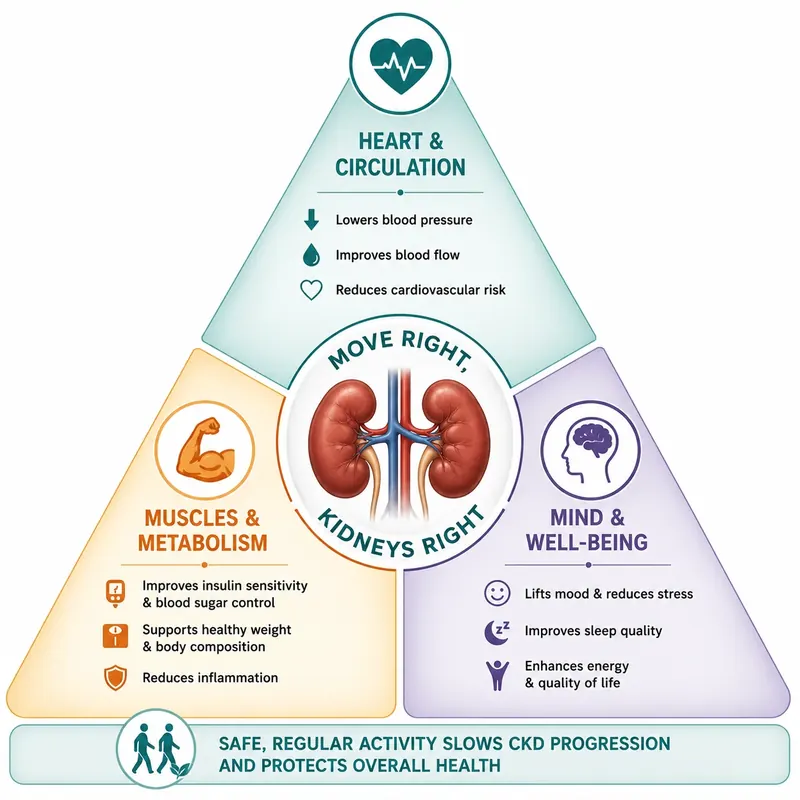 HEART &
CIRCULATION
Lowers blood pressure
Improves blood flow
Reduces cardiovascular risk
MOVE RIGHT,
KIDNEYS RIGHT
MUSCLES &
METABOLISM
Improves insulin sensitivity
& blood sugar control
Supports healthy weight
& body composition
Reduces inflammation
MIND &
WELL-BEING
Lifts mood & reduces stress
zz
Improves sleep quality
Enhances energy
& quality of life
SAFE, REGULAR ACTIVITY SLOWS CKD PROGRESSION
AND PROTECTS OVERALL HEALTH